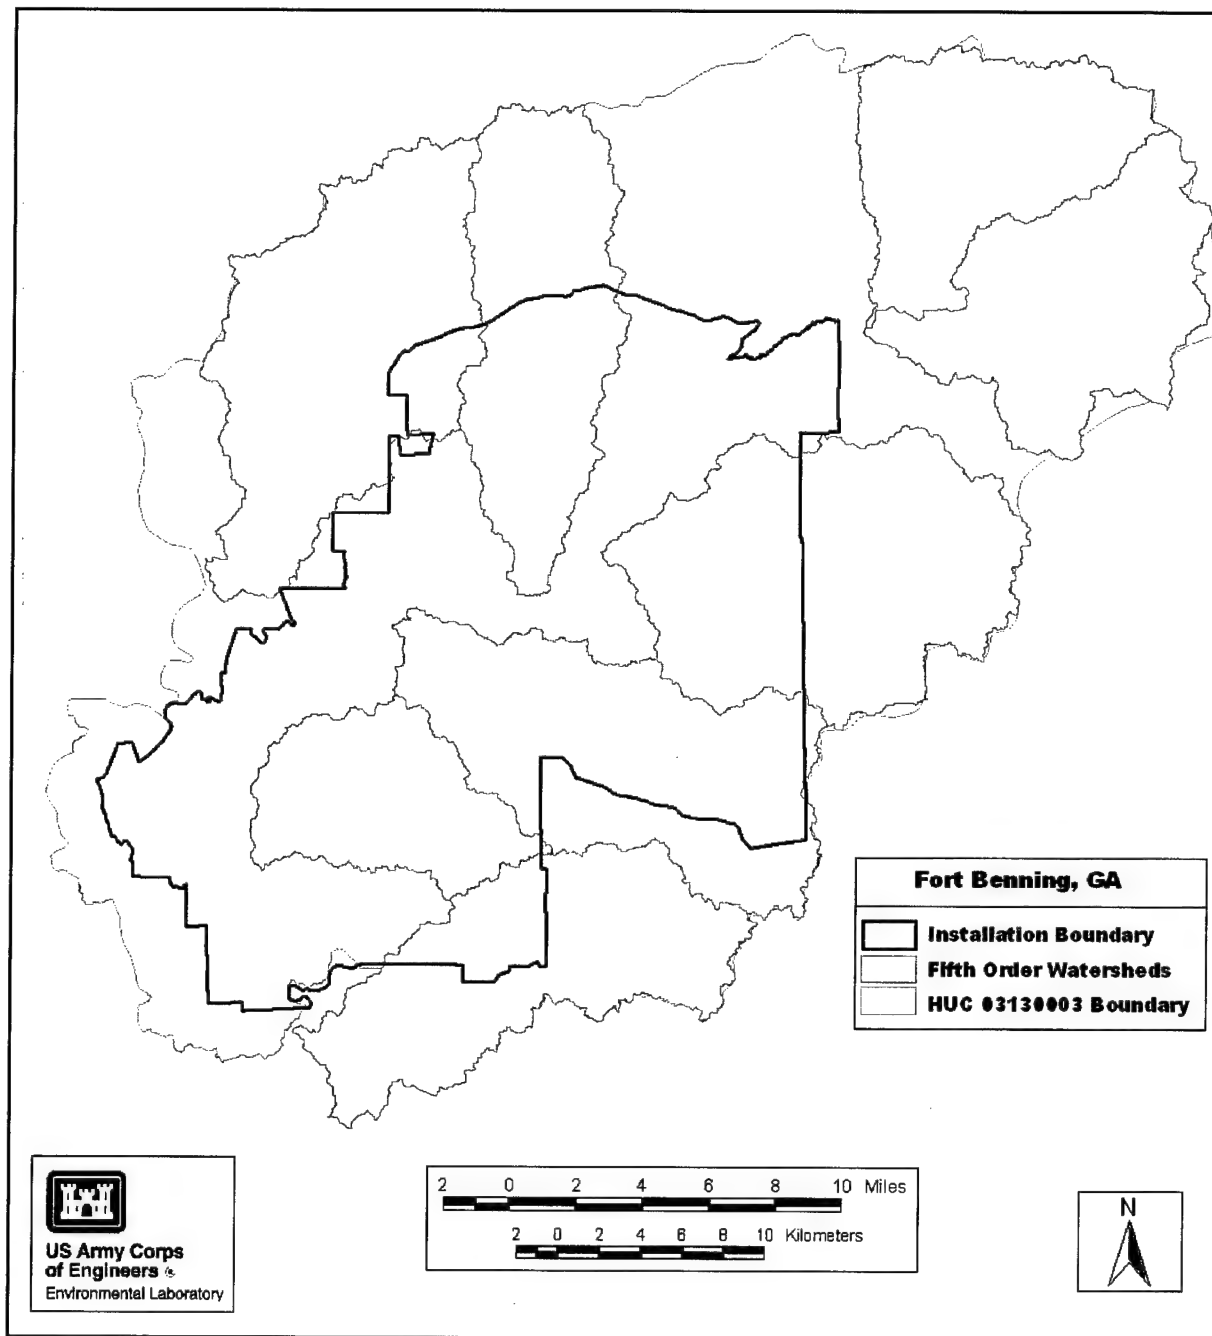 Fort Benning, GA
Installation Boundary
Fifth Order Watersheds
HUC 03130003 Boundary
US Army Corps
of Engineers
Environmental Laboratory
2 0 2 4 6 8 10 Miles
2 0 2 4 6 8 10 Kilometers
N